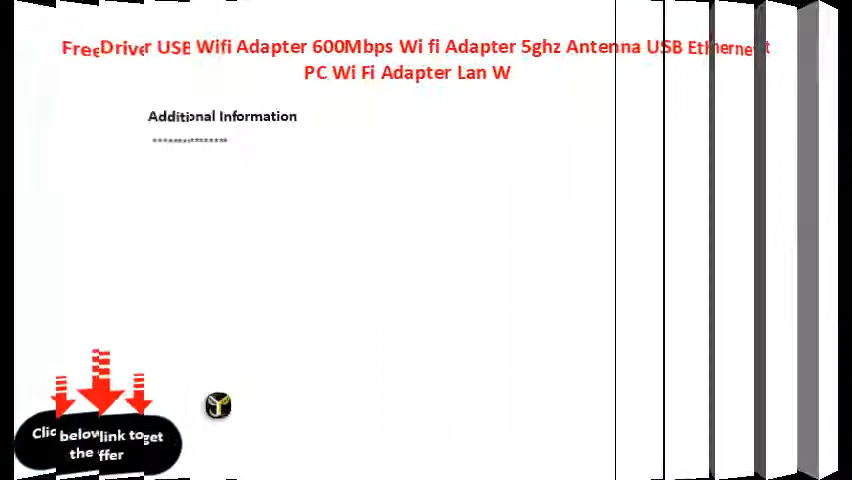 FreeDriver USB Wifi Adapter 600Mbps Wi fi Adapter 5ghz Antenna USB Ethernet
PC Wi Fi Adapter Lan W
Additional Information
***************
Clic below link to get
the ffer